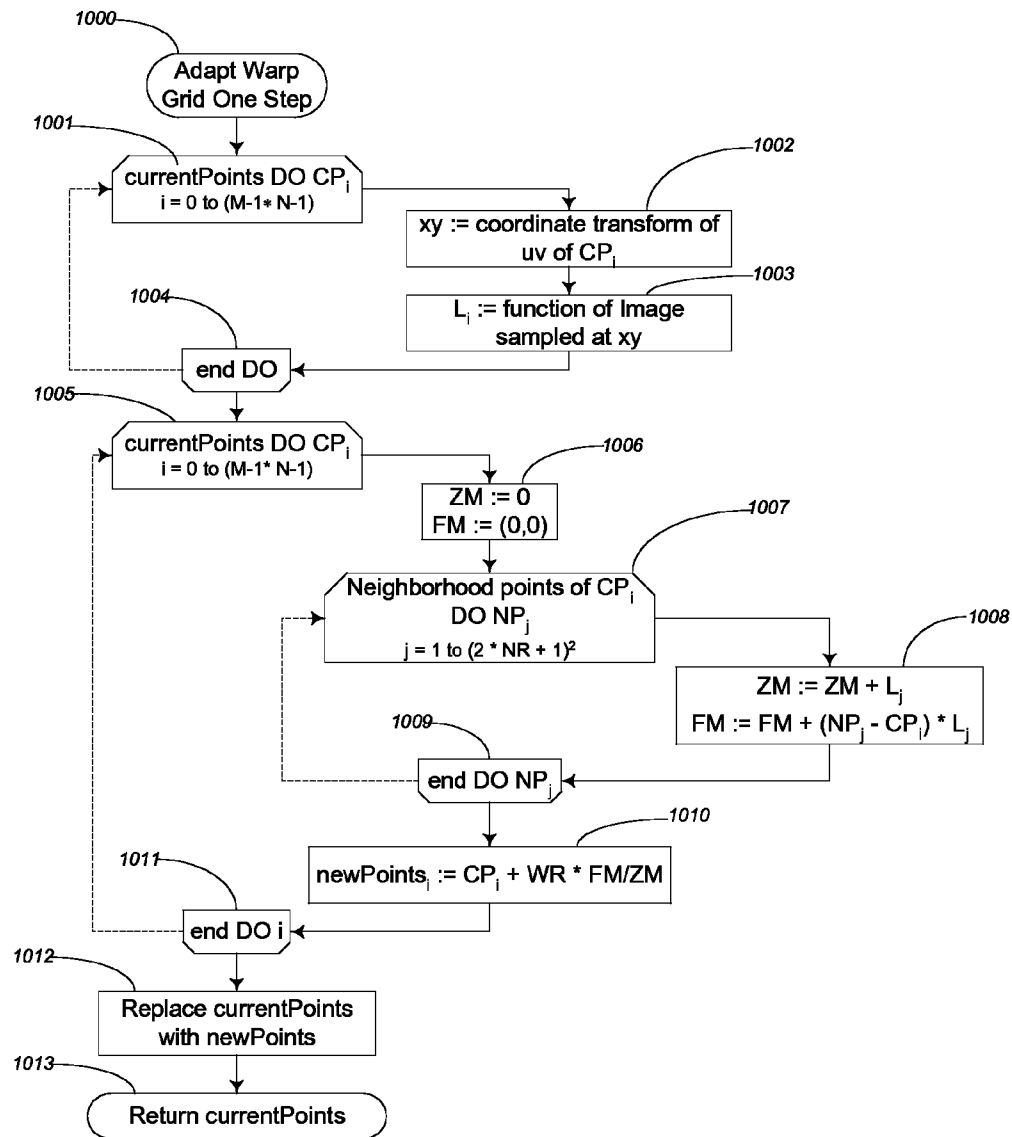 1000
Adapt Warp
Grid One Step
1001
currentPoints DO CPᵢ
i = 0 to (M-1* N-1)
1002
xy := coordinate transform of
uv of CPᵢ
1003
Lᵢ := function of Image
sampled at xy
1004
end DO
1005
currentPoints DO CPᵢ
i = 0 to (M-1* N-1)
1006
ZM := 0
FM := (0,0)
1007
Neighborhood points of CPᵢ
DO NPⱼ
j = 1 to (2 * NR + 1)²
1008
ZM := ZM + Lⱼ
FM := FM + (NPⱼ - CPᵢ) * Lⱼ
1009
end DO NPⱼ
1010
newPointsᵢ := CPᵢ + WR * FM/ZM
1011
end DO i
1012
Replace currentPoints
with newPoints
1013
Return currentPoints